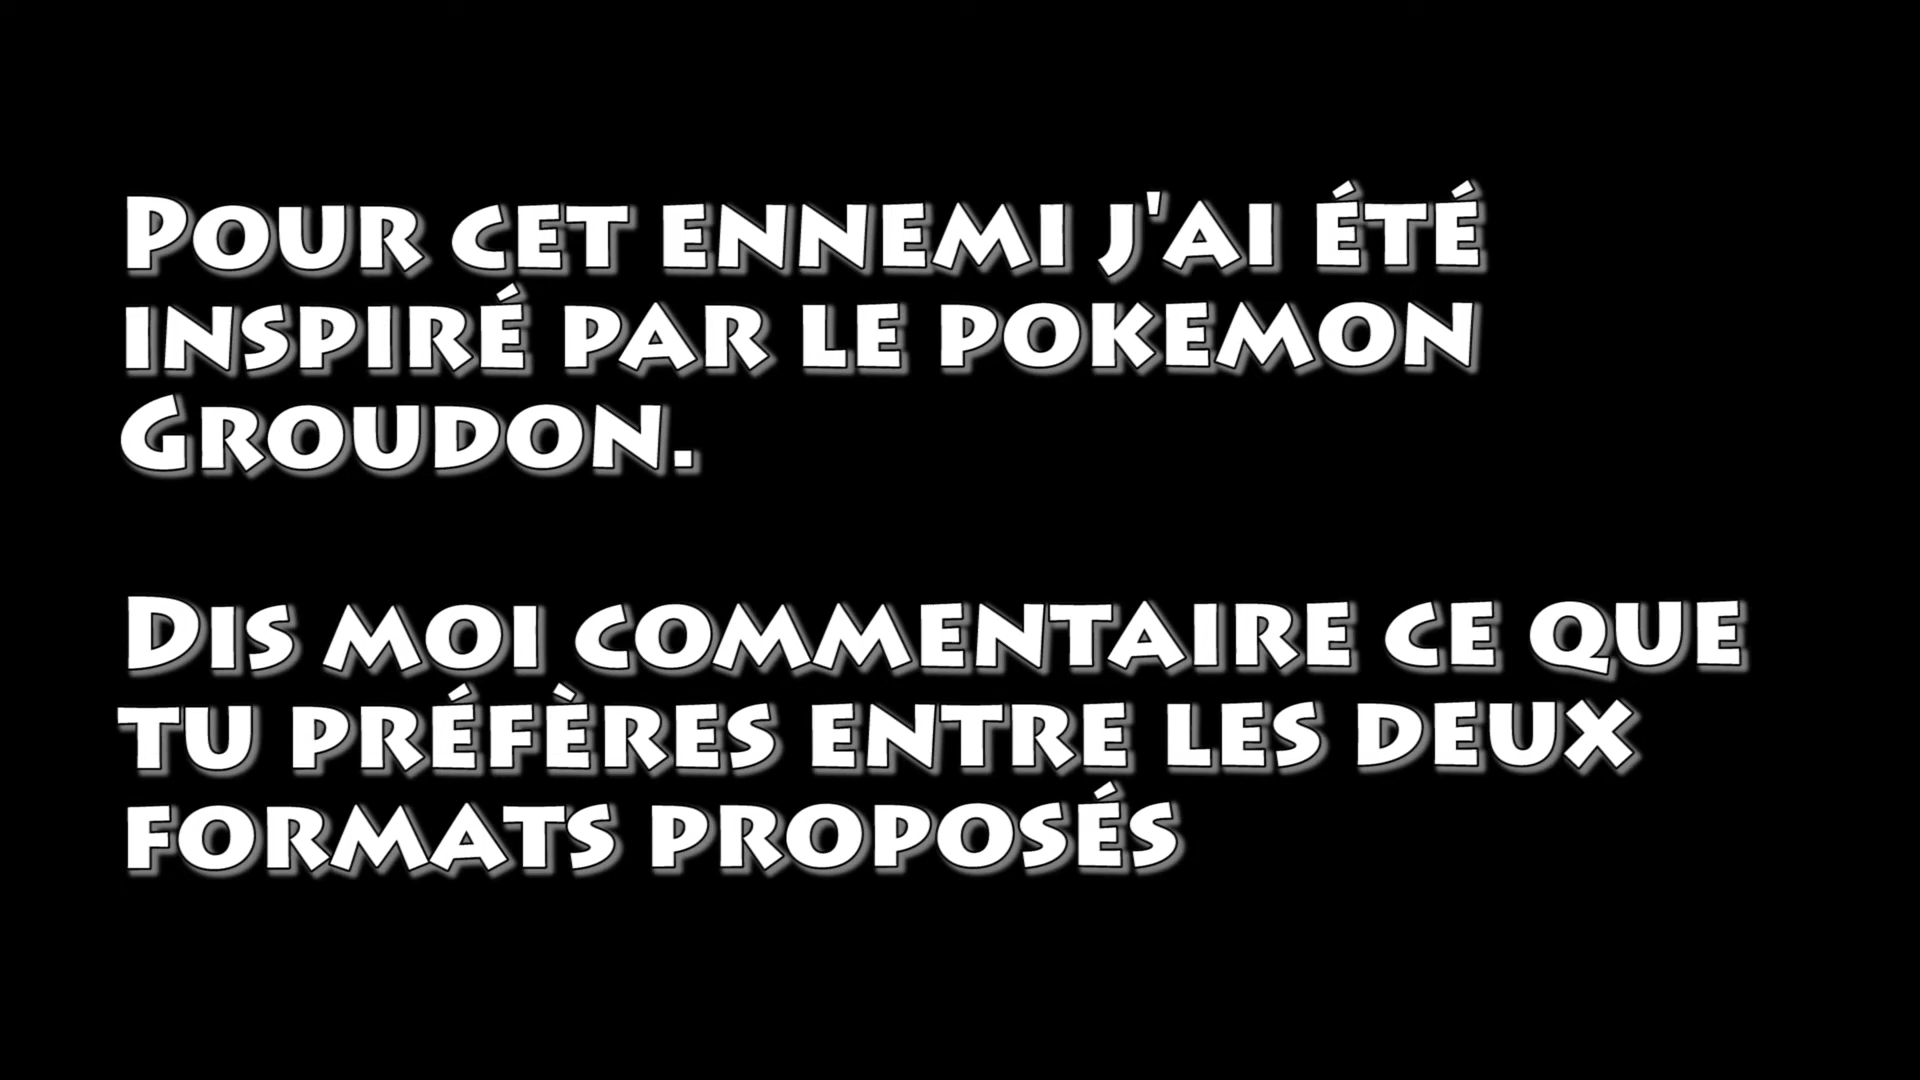 Pour cet ennemi j'ai été
inspiré par le pokemon
Groudon.
Dis moi commentaire ce que
tu préfères entre les deux
formats proposés